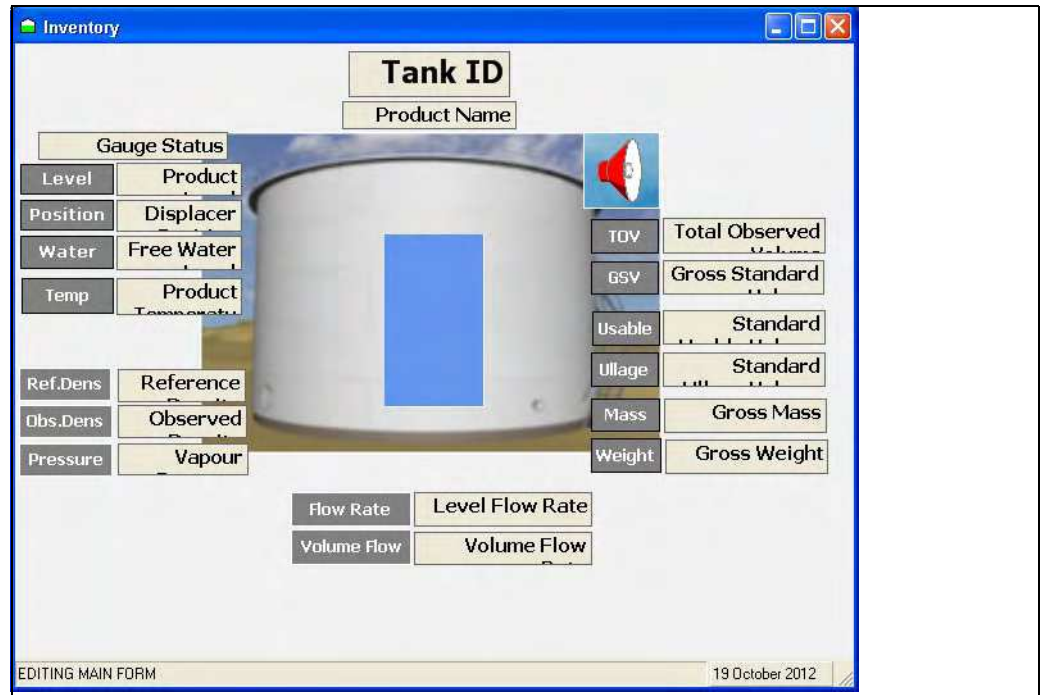 Inventory
Tank ID
Product Name
Gauge Status
Level Product
Position Displacer
Water Free Water
Temp Product
Temperatu
Ref.Dens Reference
Obs.Dens Observed
Pressure Vapour
TOV Total Observed
Volume
GSV Gross Standard
Usable Standard
Ullage Standard
Mass Gross Mass
Weight Gross Weight
Flow Rate Level Flow Rate
Volume Flow Volume Flow
EDITING MAIN FORM
19 October 2012